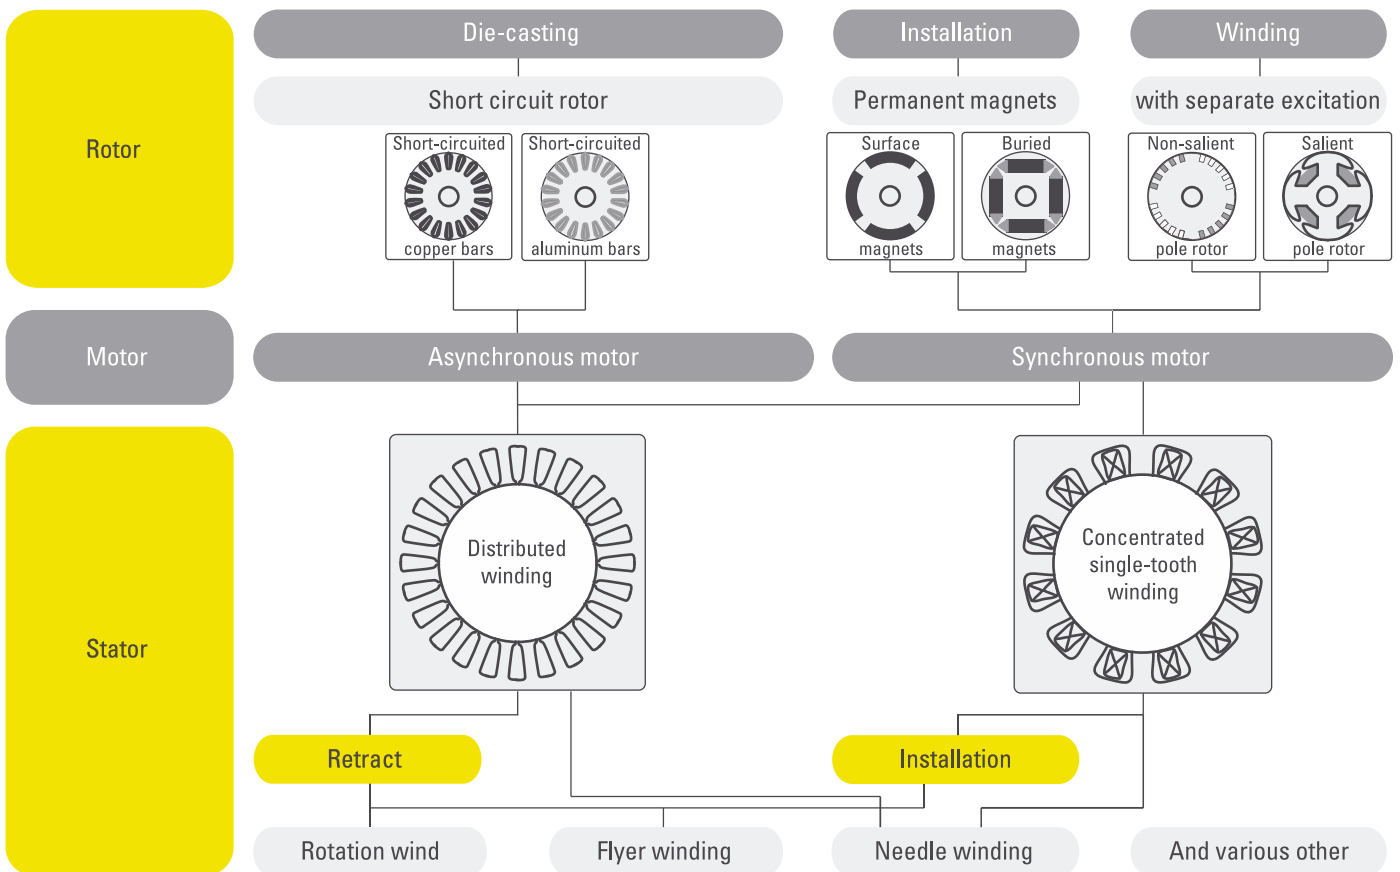 Rotor
Die-casting
Installation
Winding
Short circuit rotor
Permanent magnets
with separate excitation
Short-circuited
copper bars
Short-circuited
aluminum bars
Surface
magnets
Buried
magnets
Non-salient
pole rotor
Salient
pole rotor
Motor
Asynchronous motor
Synchronous motor
Stator
Distributed
winding
Concentrated
single-tooth
winding
Retract
Installation
Rotation wind
Flyer winding
Needle winding
And various other